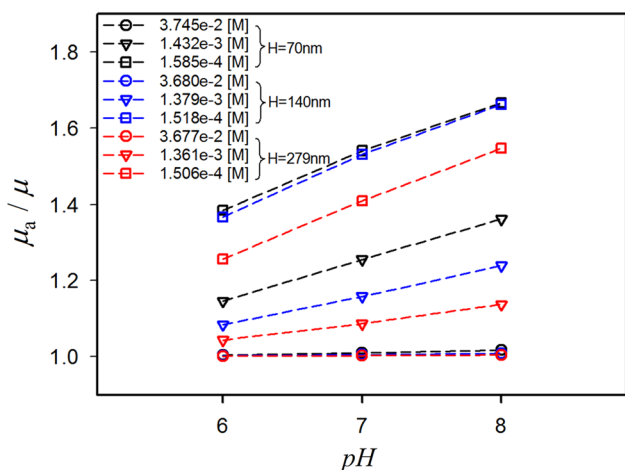 1.8
1.6
1.4
1.2
1.0
μa / μ
3.745e-2 [M]
1.432e-3 [M]
1.585e-4 [M]
H=70nm
3.680e-2 [M]
1.379e-3 [M]
1.518e-4 [M]
H=140nm
3.677e-2 [M]
1.361e-3 [M]
1.506e-4 [M]
H=279nm
6 7 8
pH